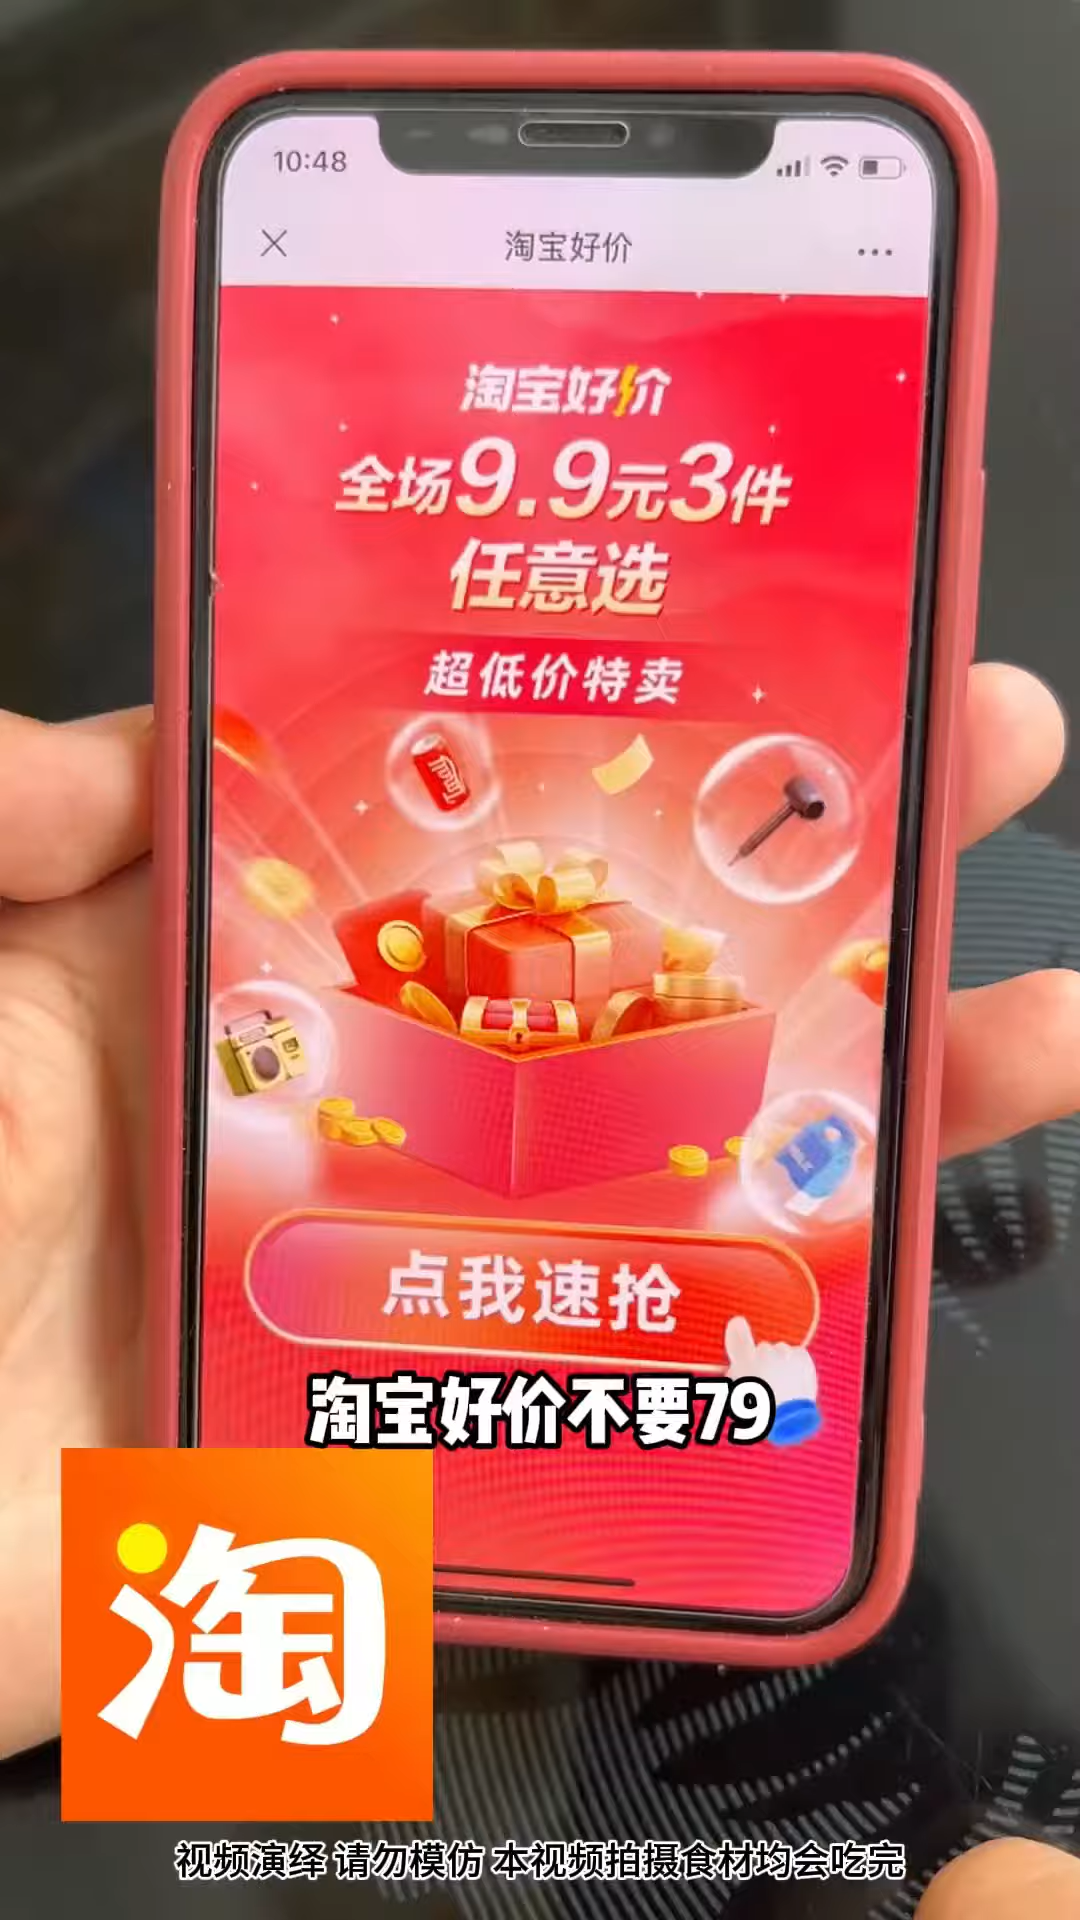 10:48
淘宝好价
淘宝好价
全场9.9元3件
任意选
超低价特卖
点我速抢
淘宝好价不要79
淘
视频演绎 请勿模仿 本视频拍摄食材均会吃完